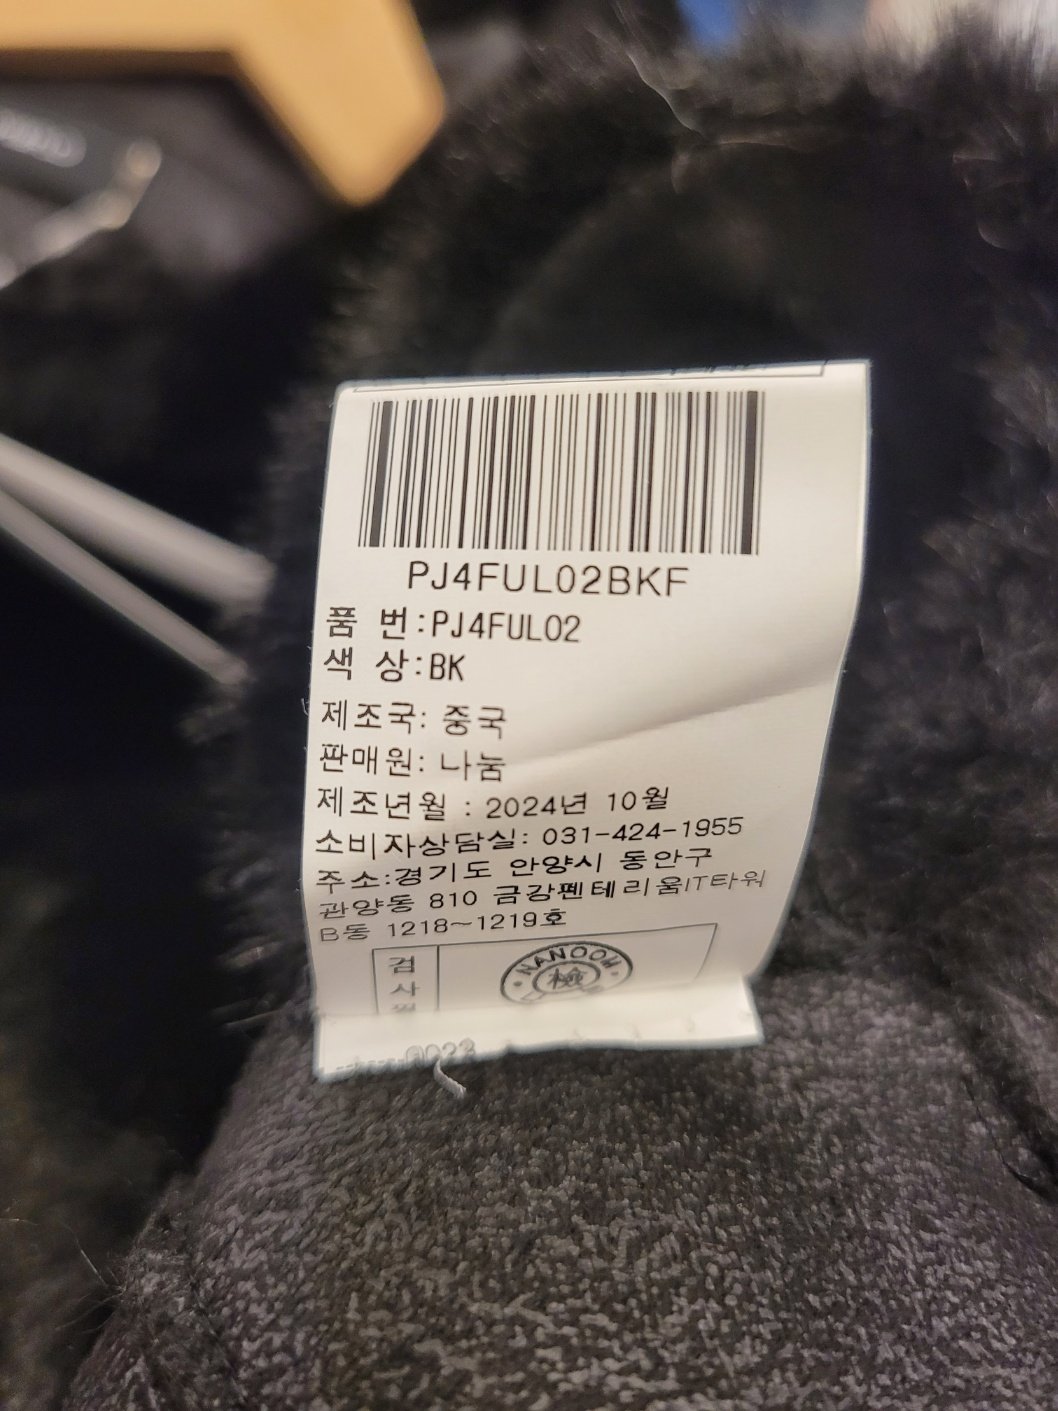 PJ4FUL02BKF
품 번:PJ4FUL02
색 상:BK
제조국: 중국
판매원: 나눔
제조년월 : 2024년 10월
소비자상담실: 031-424-1955
주소:경기도 안양시 동안구
관양동 810 금강펜테리움IT타워
B동 1218~1219호
검
사
NANOOM
檢